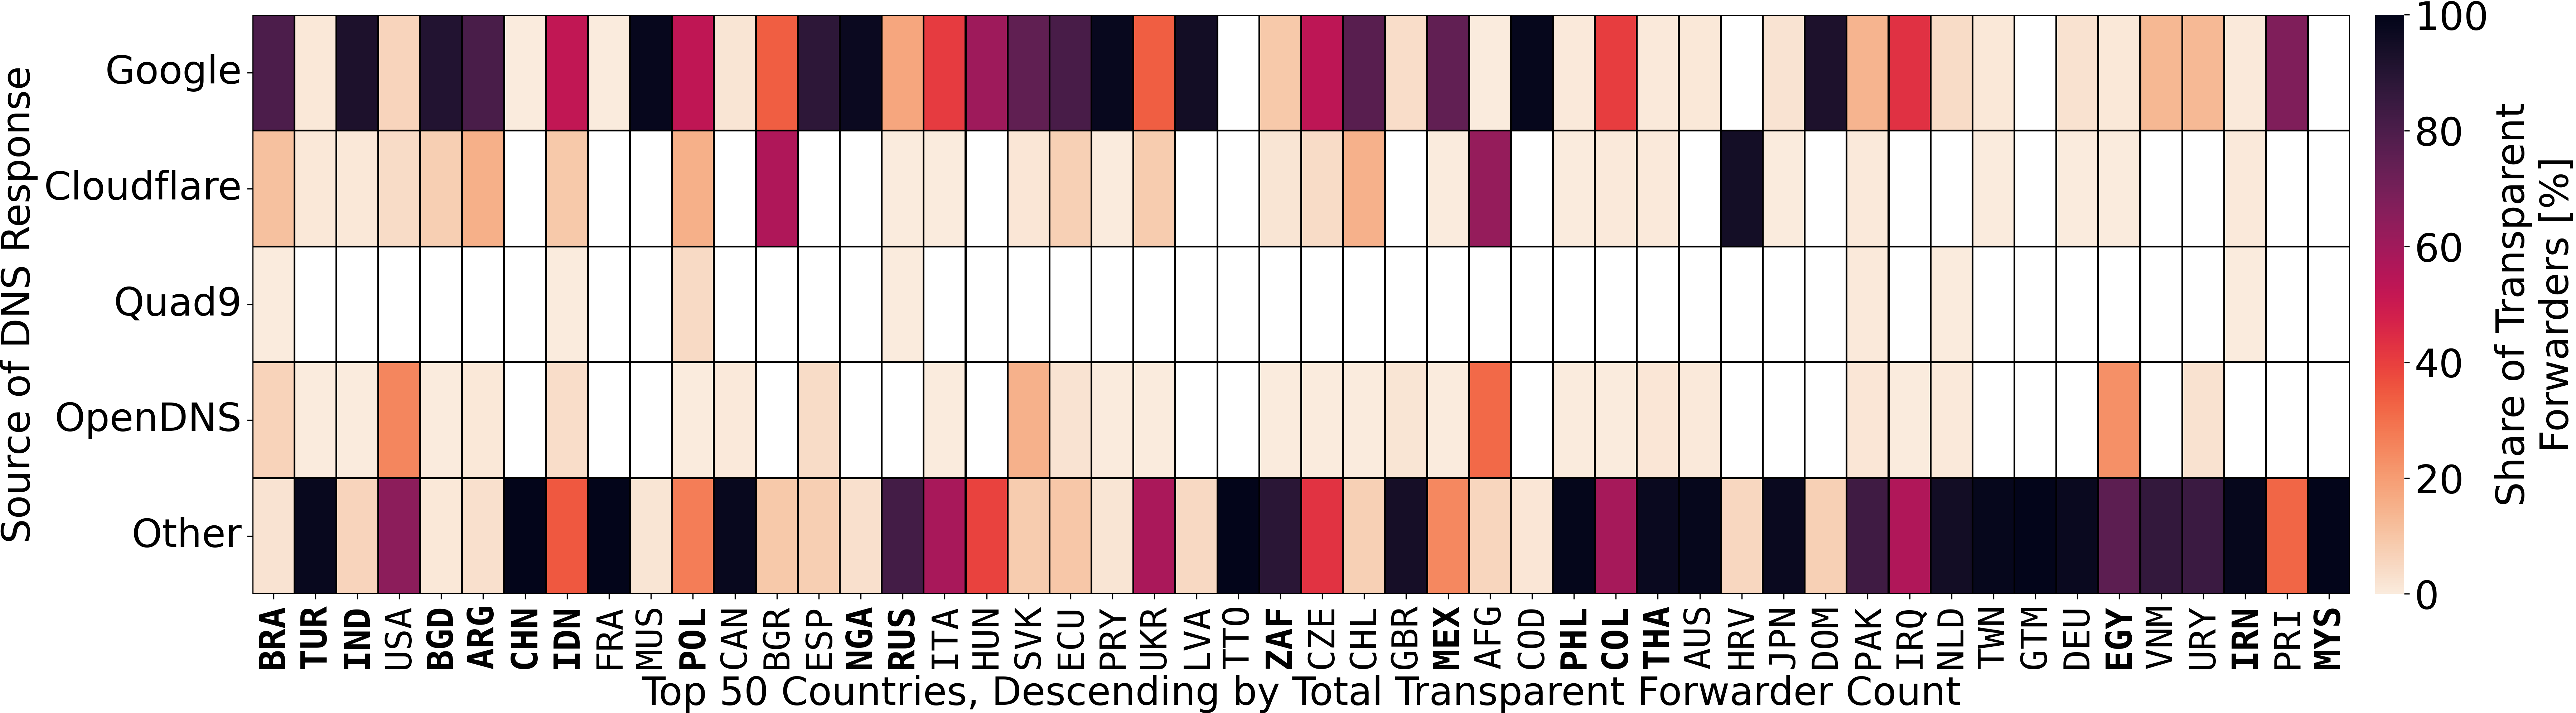 Source of DNS Response
Google
Cloudflare
Quad9
OpenDNS
Other
BRA
TUR
IND
USA
BGD
ARG
CHN
IDN
FRA
MUS
POL
CAN
BGR
ESP
NGA
RUS
ITA
HUN
SVK
ECU
PRY
UKR
LVA
TTO
ZAF
CZE
CHL
GBR
MEX
AFG
COD
PHL
COL
THA
AUS
HRV
JPN
DOM
PAK
IRQ
NLD
TWN
GTM
DEU
EGY
VNM
URY
IRN
PRI
MYS
Top 50 Countries, Descending by Total Transparent Forwarder Count
100
80
60
40
20
0
Share of Transparent
Forwarders [%]